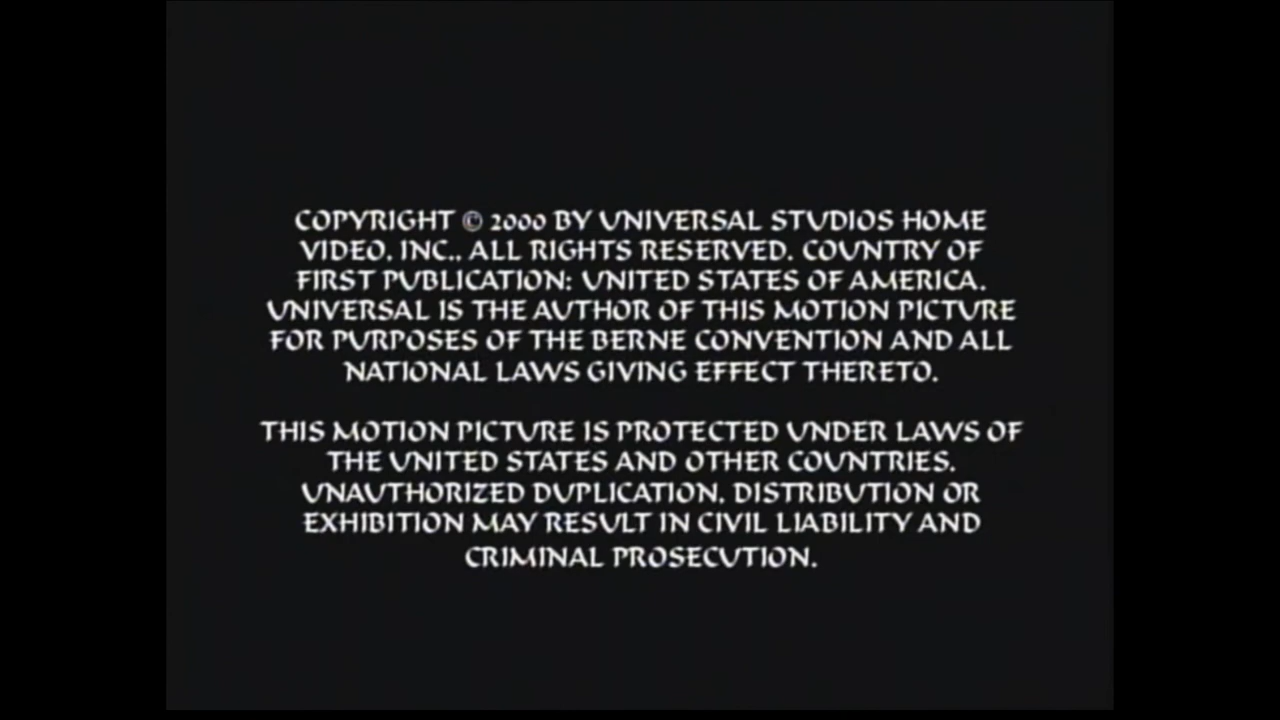 COPYRIGHT © 2000 BY UNIVERSAL STUDIOS HOME
VIDEO, INC., ALL RIGHTS RESERVED. COUNTRY OF
FIRST PUBLICATION: UNITED STATES OF AMERICA.
UNIVERSAL IS THE AUTHOR OF THIS MOTION PICTURE
FOR PURPOSES OF THE BERNE CONVENTION AND ALL
NATIONAL LAWS GIVING EFFECT THERETO.
THIS MOTION PICTURE IS PROTECTED UNDER LAWS OF
THE UNITED STATES AND OTHER COUNTRIES.
UNAUTHORIZED DUPLICATION, DISTRIBUTION OR
EXHIBITION MAY RESULT IN CIVIL LIABILITY AND
CRIMINAL PROSECUTION.